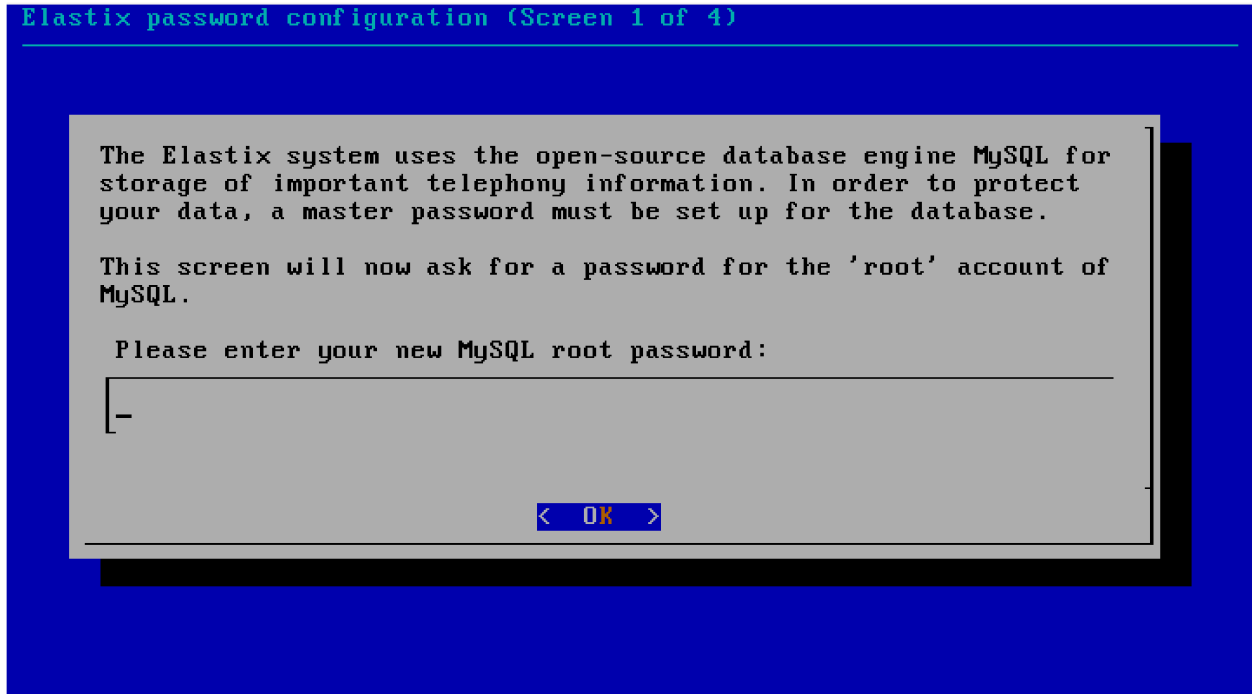 Elastix password configuration (Screen 1 of 4)
The Elastix system uses the open-source database engine MySQL for
storage of important telephony information. In order to protect
your data, a master password must be set up for the database.
This screen will now ask for a password for the 'root' account of
MySQL.
Please enter your new MySQL root password:
< OK >